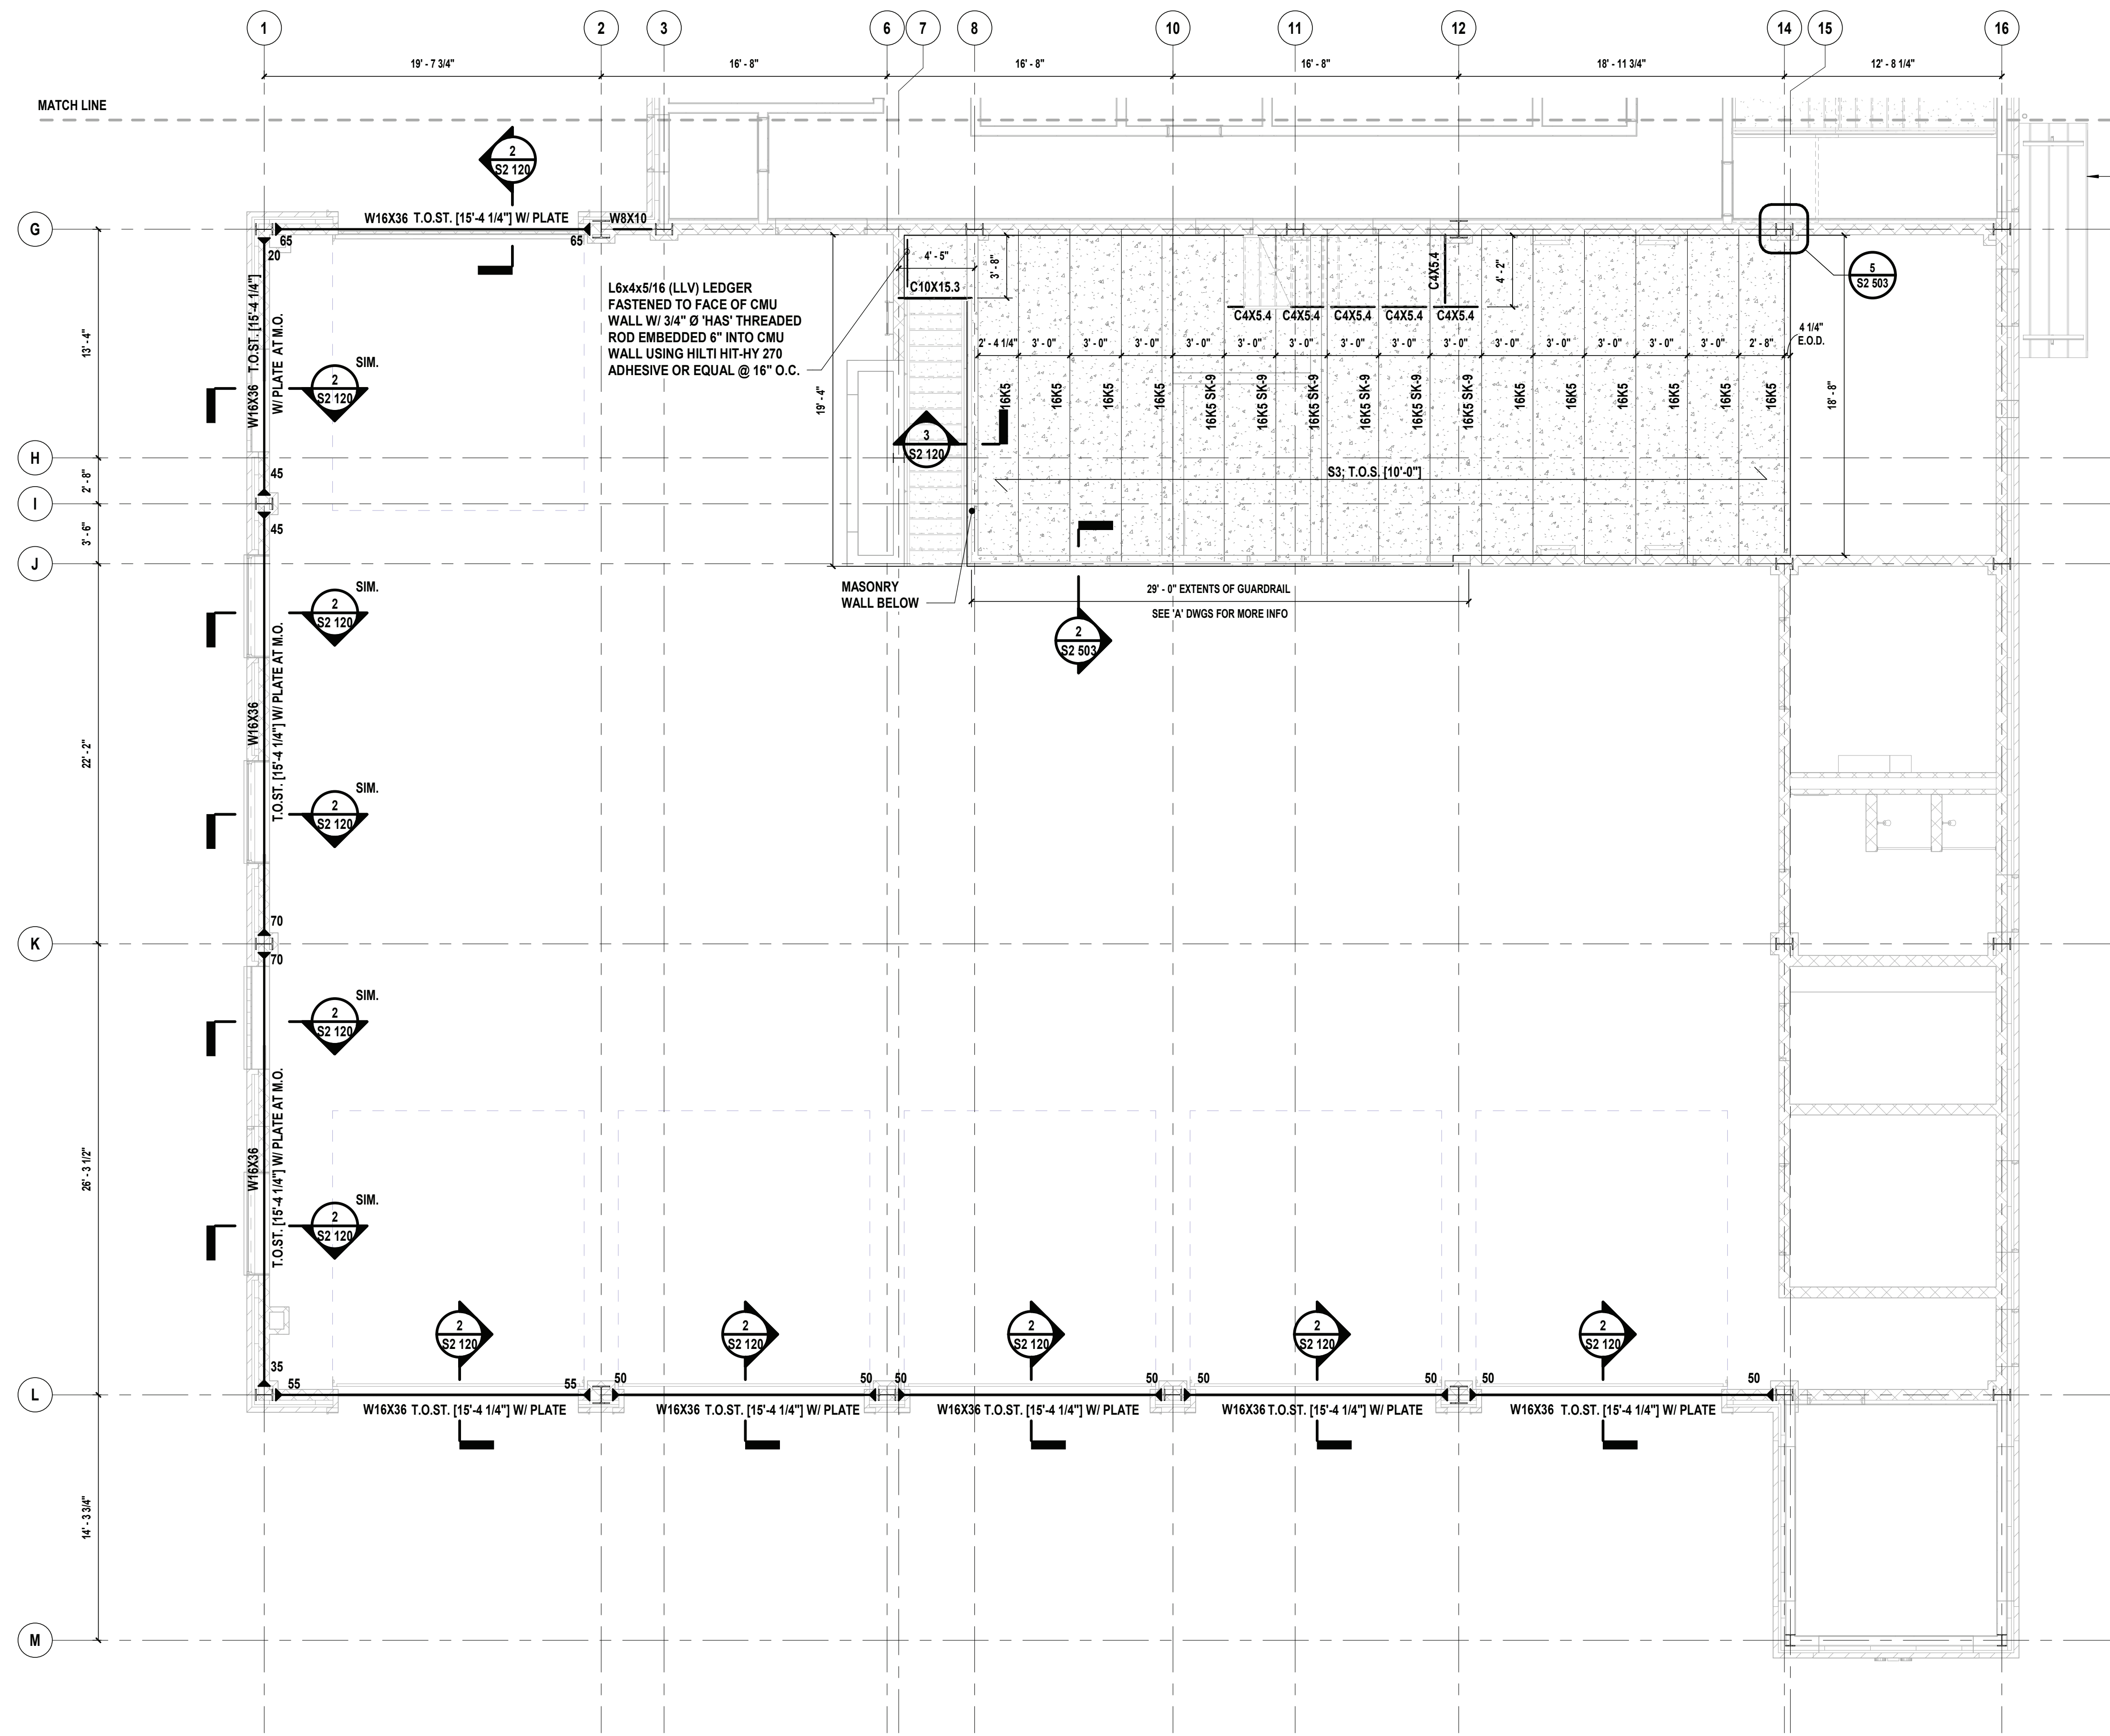 1
2
3
6
7
8
10
11
12
14
15
16
19' - 7 3/4"
16' - 8"
16' - 8"
16' - 8"
18' - 11 3/4"
12' - 8 1/4"
MATCH LINE
2
S2 120
G
W16X36 T.O.ST. [15'-4 1/4"] W/ PLATE
W8X10
65
65
20
W16X36 T.O.ST. [15'-4 1/4"]
W/ PLATE AT M.O.
13' - 4"
L6x4x5/16 (LLV) LEDGER
FASTENED TO FACE OF CMU
WALL W/ 3/4" Ø 'HAS' THREADED
ROD EMBEDDED 6" INTO CMU
WALL USING HILTI HIT-HY 270
ADHESIVE OR EQUAL @ 16" O.C.
4' - 5"
3' - 8"
C10X15.3
C4X5.4
4' - 2"
C4X5.4
C4X5.4
C4X5.4
C4X5.4
C4X5.4
5
S2 503
4 1/4"
E.O.D.
2' - 4 1/4"
3' - 0"
3' - 0"
3' - 0"
3' - 0"
3' - 0"
3' - 0"
3' - 0"
3' - 0"
3' - 0"
3' - 0"
3' - 0"
3' - 0"
3' - 0"
3' - 0"
2' - 8"
16K5
16K5
16K5
16K5
16K5 SK-9
16K5 SK-9
16K5 SK-9
16K5 SK-9
16K5 SK-9
16K5 SK-9
16K5
16K5
16K5
16K5
16K5
16K5
19' - 4"
18' - 8"
2
S2 120
SIM.
3
S2 120
H
2' - 8"
45
S3; T.O.S. [10'-0"]
I
3' - 6"
45
J
MASONRY
WALL BELOW
29' - 0" EXTENTS OF GUARDRAIL
SEE 'A' DWGS FOR MORE INFO
2
S2 120
SIM.
2
S2 503
W16X36
T.O.ST. [15'-4 1/4"] W/ PLATE AT M.O.
22' - 2"
2
S2 120
SIM.
70
K
70
2
S2 120
SIM.
W16X36
T.O.ST. [15'-4 1/4"] W/ PLATE AT M.O.
26' - 3 1/2"
2
S2 120
SIM.
2
S2 120
2
S2 120
2
S2 120
2
S2 120
2
S2 120
35
55
55
50
50
50
50
50
50
50
50
L
W16X36 T.O.ST. [15'-4 1/4"] W/ PLATE
W16X36 T.O.ST. [15'-4 1/4"] W/ PLATE
W16X36 T.O.ST. [15'-4 1/4"] W/ PLATE
W16X36 T.O.ST. [15'-4 1/4"] W/ PLATE
W16X36 T.O.ST. [15'-4 1/4"] W/ PLATE
14' - 3 3/4"
M